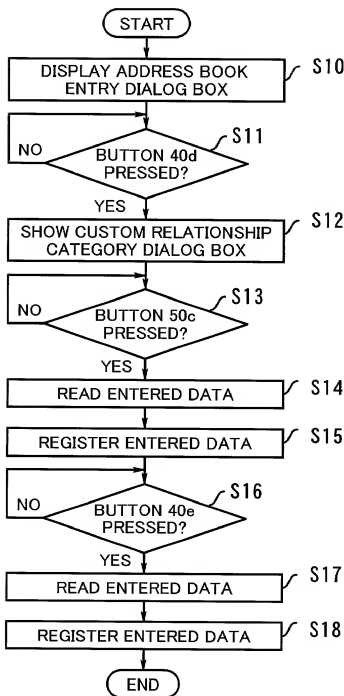 START
DISPLAY ADDRESS BOOK
ENTRY DIALOG BOX
S10
BUTTON 40d
PRESSED?
S11
NO
YES
SHOW CUSTOM RELATIONSHIP
CATEGORY DIALOG BOX
S12
BUTTON 50c
PRESSED?
S13
NO
YES
READ ENTERED DATA
S14
REGISTER ENTERED DATA
S15
BUTTON 40e
PRESSED?
S16
NO
YES
READ ENTERED DATA
S17
REGISTER ENTERED DATA
S18
END